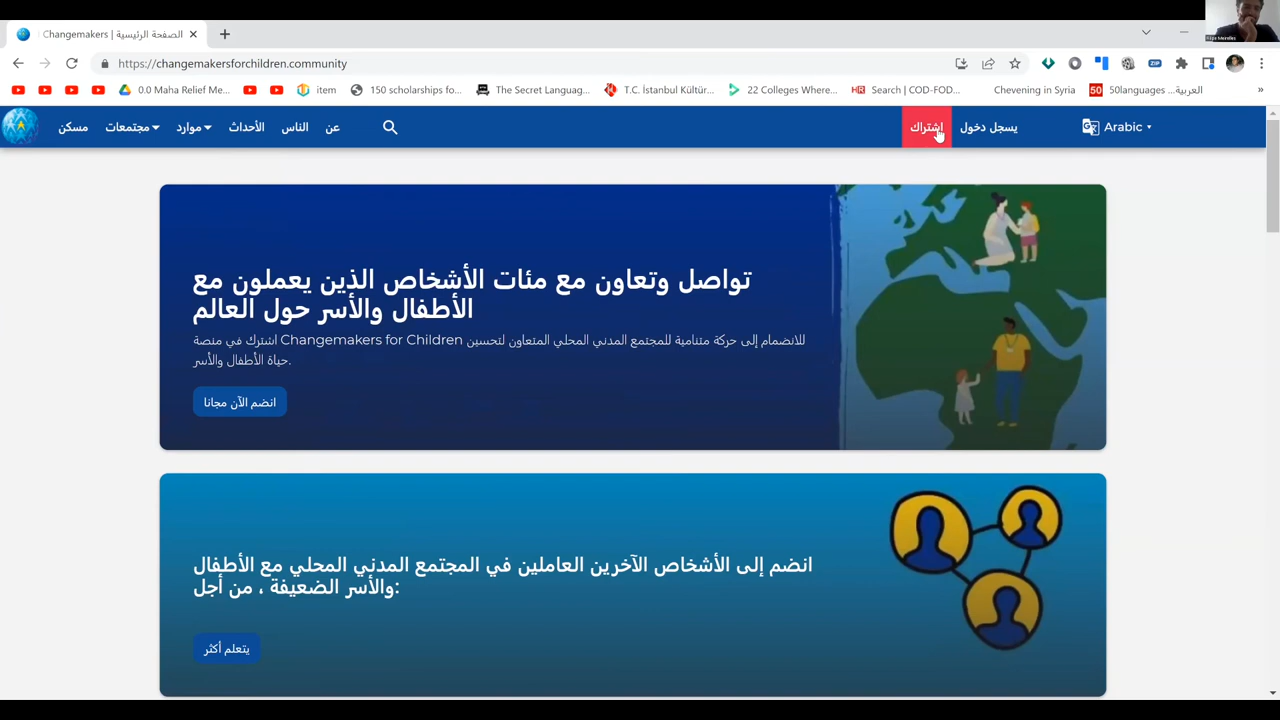 Changemakers | الصفحة الرئيسية
https://changemakersforchildren.community
0.0 Maha Relief Me...
item
150 scholarships fo...
The Secret Languag...
T.C. İstanbul Kültür...
22 Colleges Where...
Search | COD-FOD...
Chevening in Syria
50languages ...العربية
»
مسكن
مجتمعات
موارد
الأحداث
الناس
عن
اشتراك
يسجل دخول
Arabic
تواصل وتعاون مع مئات الأشخاص الذين يعملون مع
الأطفال والأسر حول العالم
اشترك في منصة Changemakers for Children للانضمام إلى حركة متنامية للمجتمع المدني المحلي المتعاون لتحسين
حياة الأطفال والأسر.
انضم الآن مجانا
انضم إلى الأشخاص الآخرين العاملين في المجتمع المدني المحلي مع الأطفال
والأسر الضعيفة ، من أجل:
يتعلم أكثر